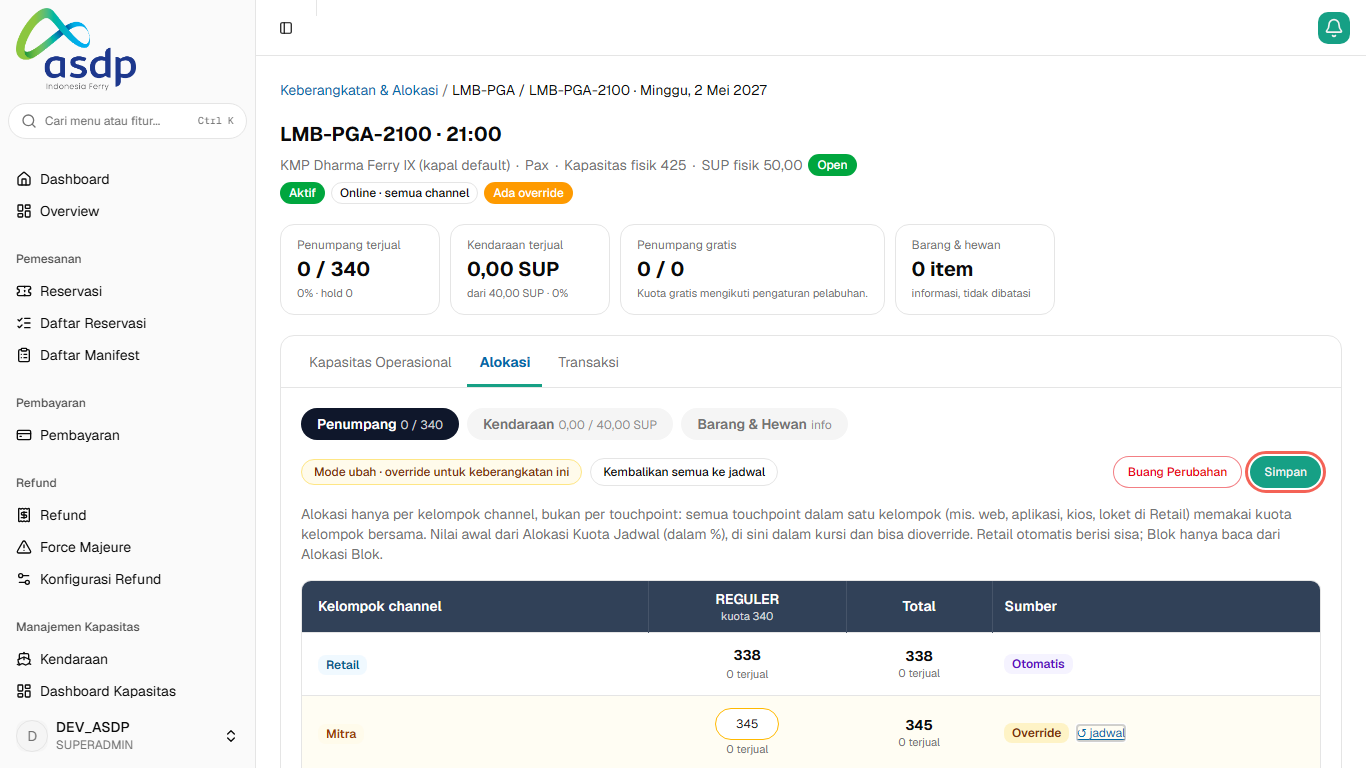 asdp
Indonesia Ferry
Cari menu atau fitur... Ctrl K
Dashboard
Overview
Pemesanan
Reservasi
Daftar Reservasi
Daftar Manifest
Pembayaran
Pembayaran
Refund
Refund
Force Majeure
Konfigurasi Refund
Manajemen Kapasitas
Kendaraan
Dashboard Kapasitas
D
DEV_ASDP
SUPERADMIN
Keberangkatan & Alokasi / LMB-PGA / LMB-PGA-2100 · Minggu, 2 Mei 2027
LMB-PGA-2100 · 21:00
KMP Dharma Ferry IX (kapal default) · Pax · Kapasitas fisik 425 · SUP fisik 50,00 Open
Aktif Online · semua channel Ada override
Penumpang terjual
0 / 340
0% · hold 0
Kendaraan terjual
0,00 SUP
dari 40,00 SUP · 0%
Penumpang gratis
0 / 0
Kuota gratis mengikuti pengaturan pelabuhan.
Barang & hewan
0 item
informasi, tidak dibatasi
Kapasitas Operasional Alokasi Transaksi
Penumpang 0 / 340 Kendaraan 0,00 / 40,00 SUP Barang & Hewan info
Mode ubah · override untuk keberangkatan ini Kembalikan semua ke jadwal Buang Perubahan Simpan
Alokasi hanya per kelompok channel, bukan per touchpoint: semua touchpoint dalam satu kelompok (mis. web, aplikasi, kios, loket di Retail) memakai kuota
kelompok bersama. Nilai awal dari Alokasi Kuota Jadwal (dalam %), di sini dalam kursi dan bisa dioverride. Retail otomatis berisi sisa; Blok hanya baca dari
Alokasi Blok.
Kelompok channel REGULER Total Sumber
kuota 340
Retail 338 338 Otomatis
0 terjual 0 terjual
Mitra 345 345 Override ↺ jadwal
0 terjual 0 terjual